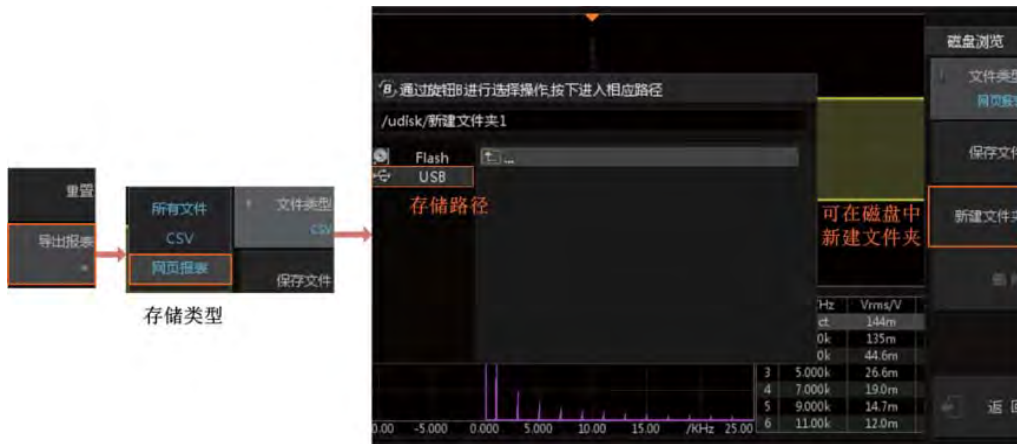 重置
导出报表
所有文件
CSV
网页报表
文件类型
CSV
保存文件
存储类型
通过旋钮B进行选择操作,按下进入相应路径
/udisk/新建文件夹1
Flash
USB
...
存储路径
可在磁盘中
新建文件夹
磁盘浏览
文件类型
网页报表
保存文件
新建文件夹
返回
Hz Vrms/V
ct 144m
0k 135m
0k 44.6m
3 5.000k 26.6m
4 7.000k 19.0m
5 9.000k 14.7m
6 11.00k 12.0m
0.00 -5.000 0.000 5.000 10.00 15.00 /KHz 25.00